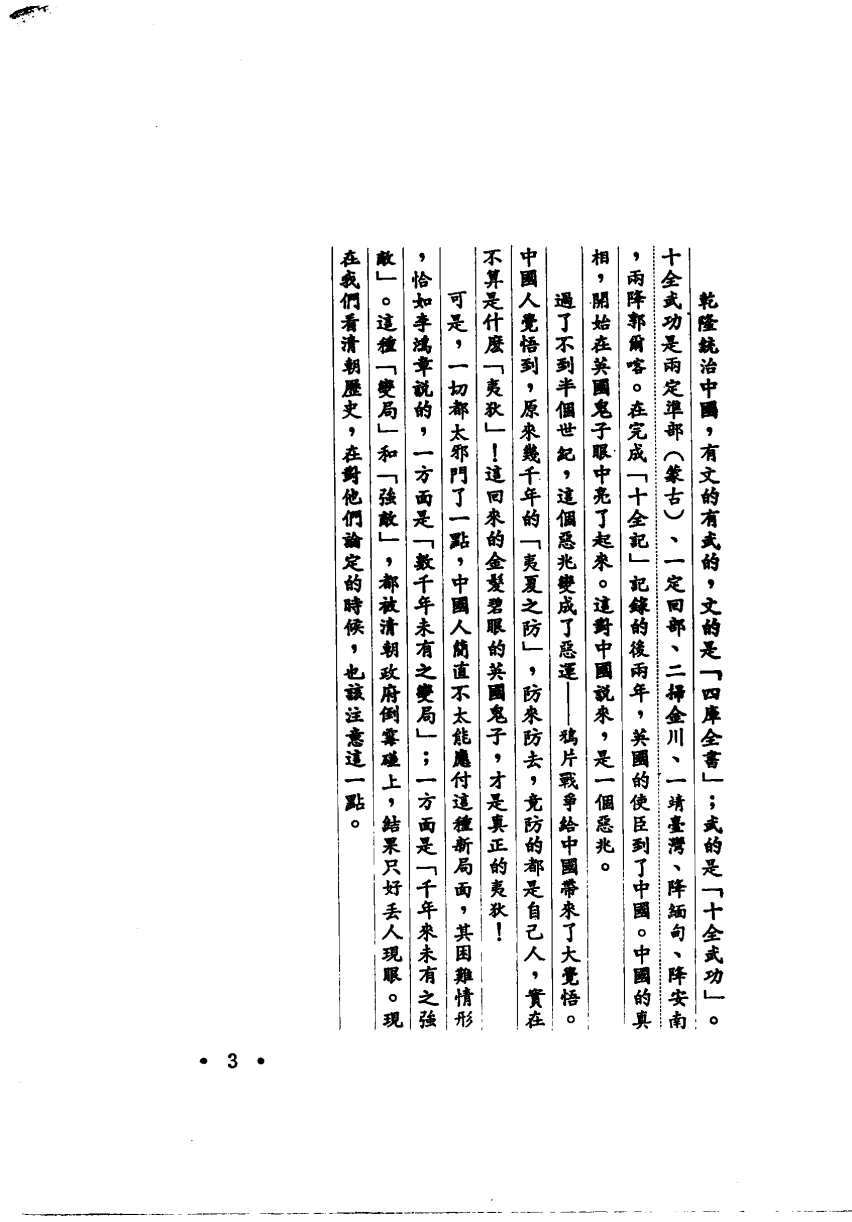 乾隆統治中國，有文的有武的，文的是「四庫全書」；武的是「十全武功」。
十全武功是兩定準部（蒙古）、一定回部、二掃金川、一靖臺灣、降緬甸、降安南
，兩降郭爾喀。在完成「十全記」記錄的後兩年，英國的使臣到了中國。中國的真
相，開始在英國鬼子眼中亮了起來。這對中國說來，是一個惡兆。
過了不到半個世紀，這個惡兆變成了惡運——鴉片戰爭給中國帶來了大覺悟。
中國人覺悟到，原來幾千年的「夷夏之防」，防來防去，竟防的都是自己人，實在
不算是什麼「夷狄」！這回來的金髮碧眼的英國鬼子，才是真正的夷狄！
可是，一切都太邪門了一點，中國人簡直不太能應付這種新局面，其困難情形
，恰如李鴻章說的，一方面是「數千年未有之變局」；一方面是「千年來未有之強
敵」。這種「變局」和「強敵」，都被清朝政府倒霉碰上，結果只好丟人現眼。現
在我們看清朝歷史，在對他們論定的時候，也該注意這一點。
• 3 •